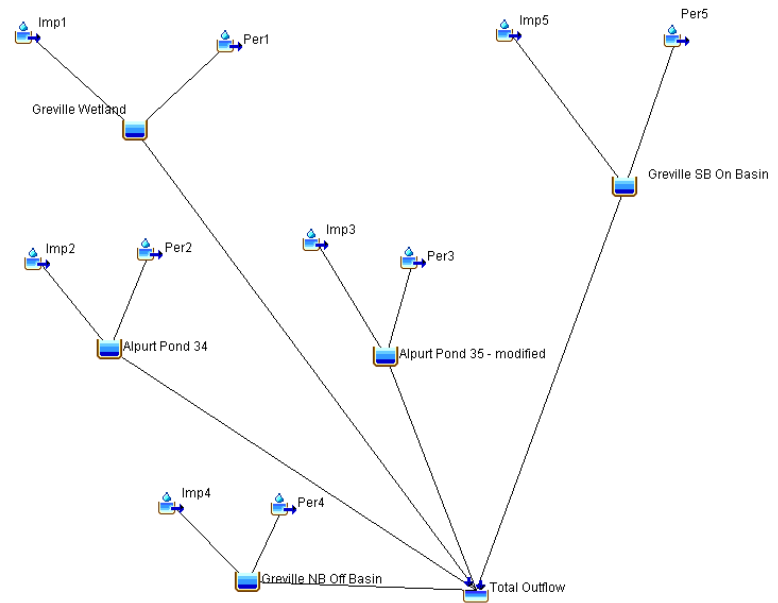 Imp1
Per1
Imp5
Per5
Greville Wetland
Greville SB On Basin
Imp2
Per2
Imp3
Per3
Alpurt Pond 34
Alpurt Pond 35 - modified
Imp4
Per4
Greville NB Off Basin
Total Outflow